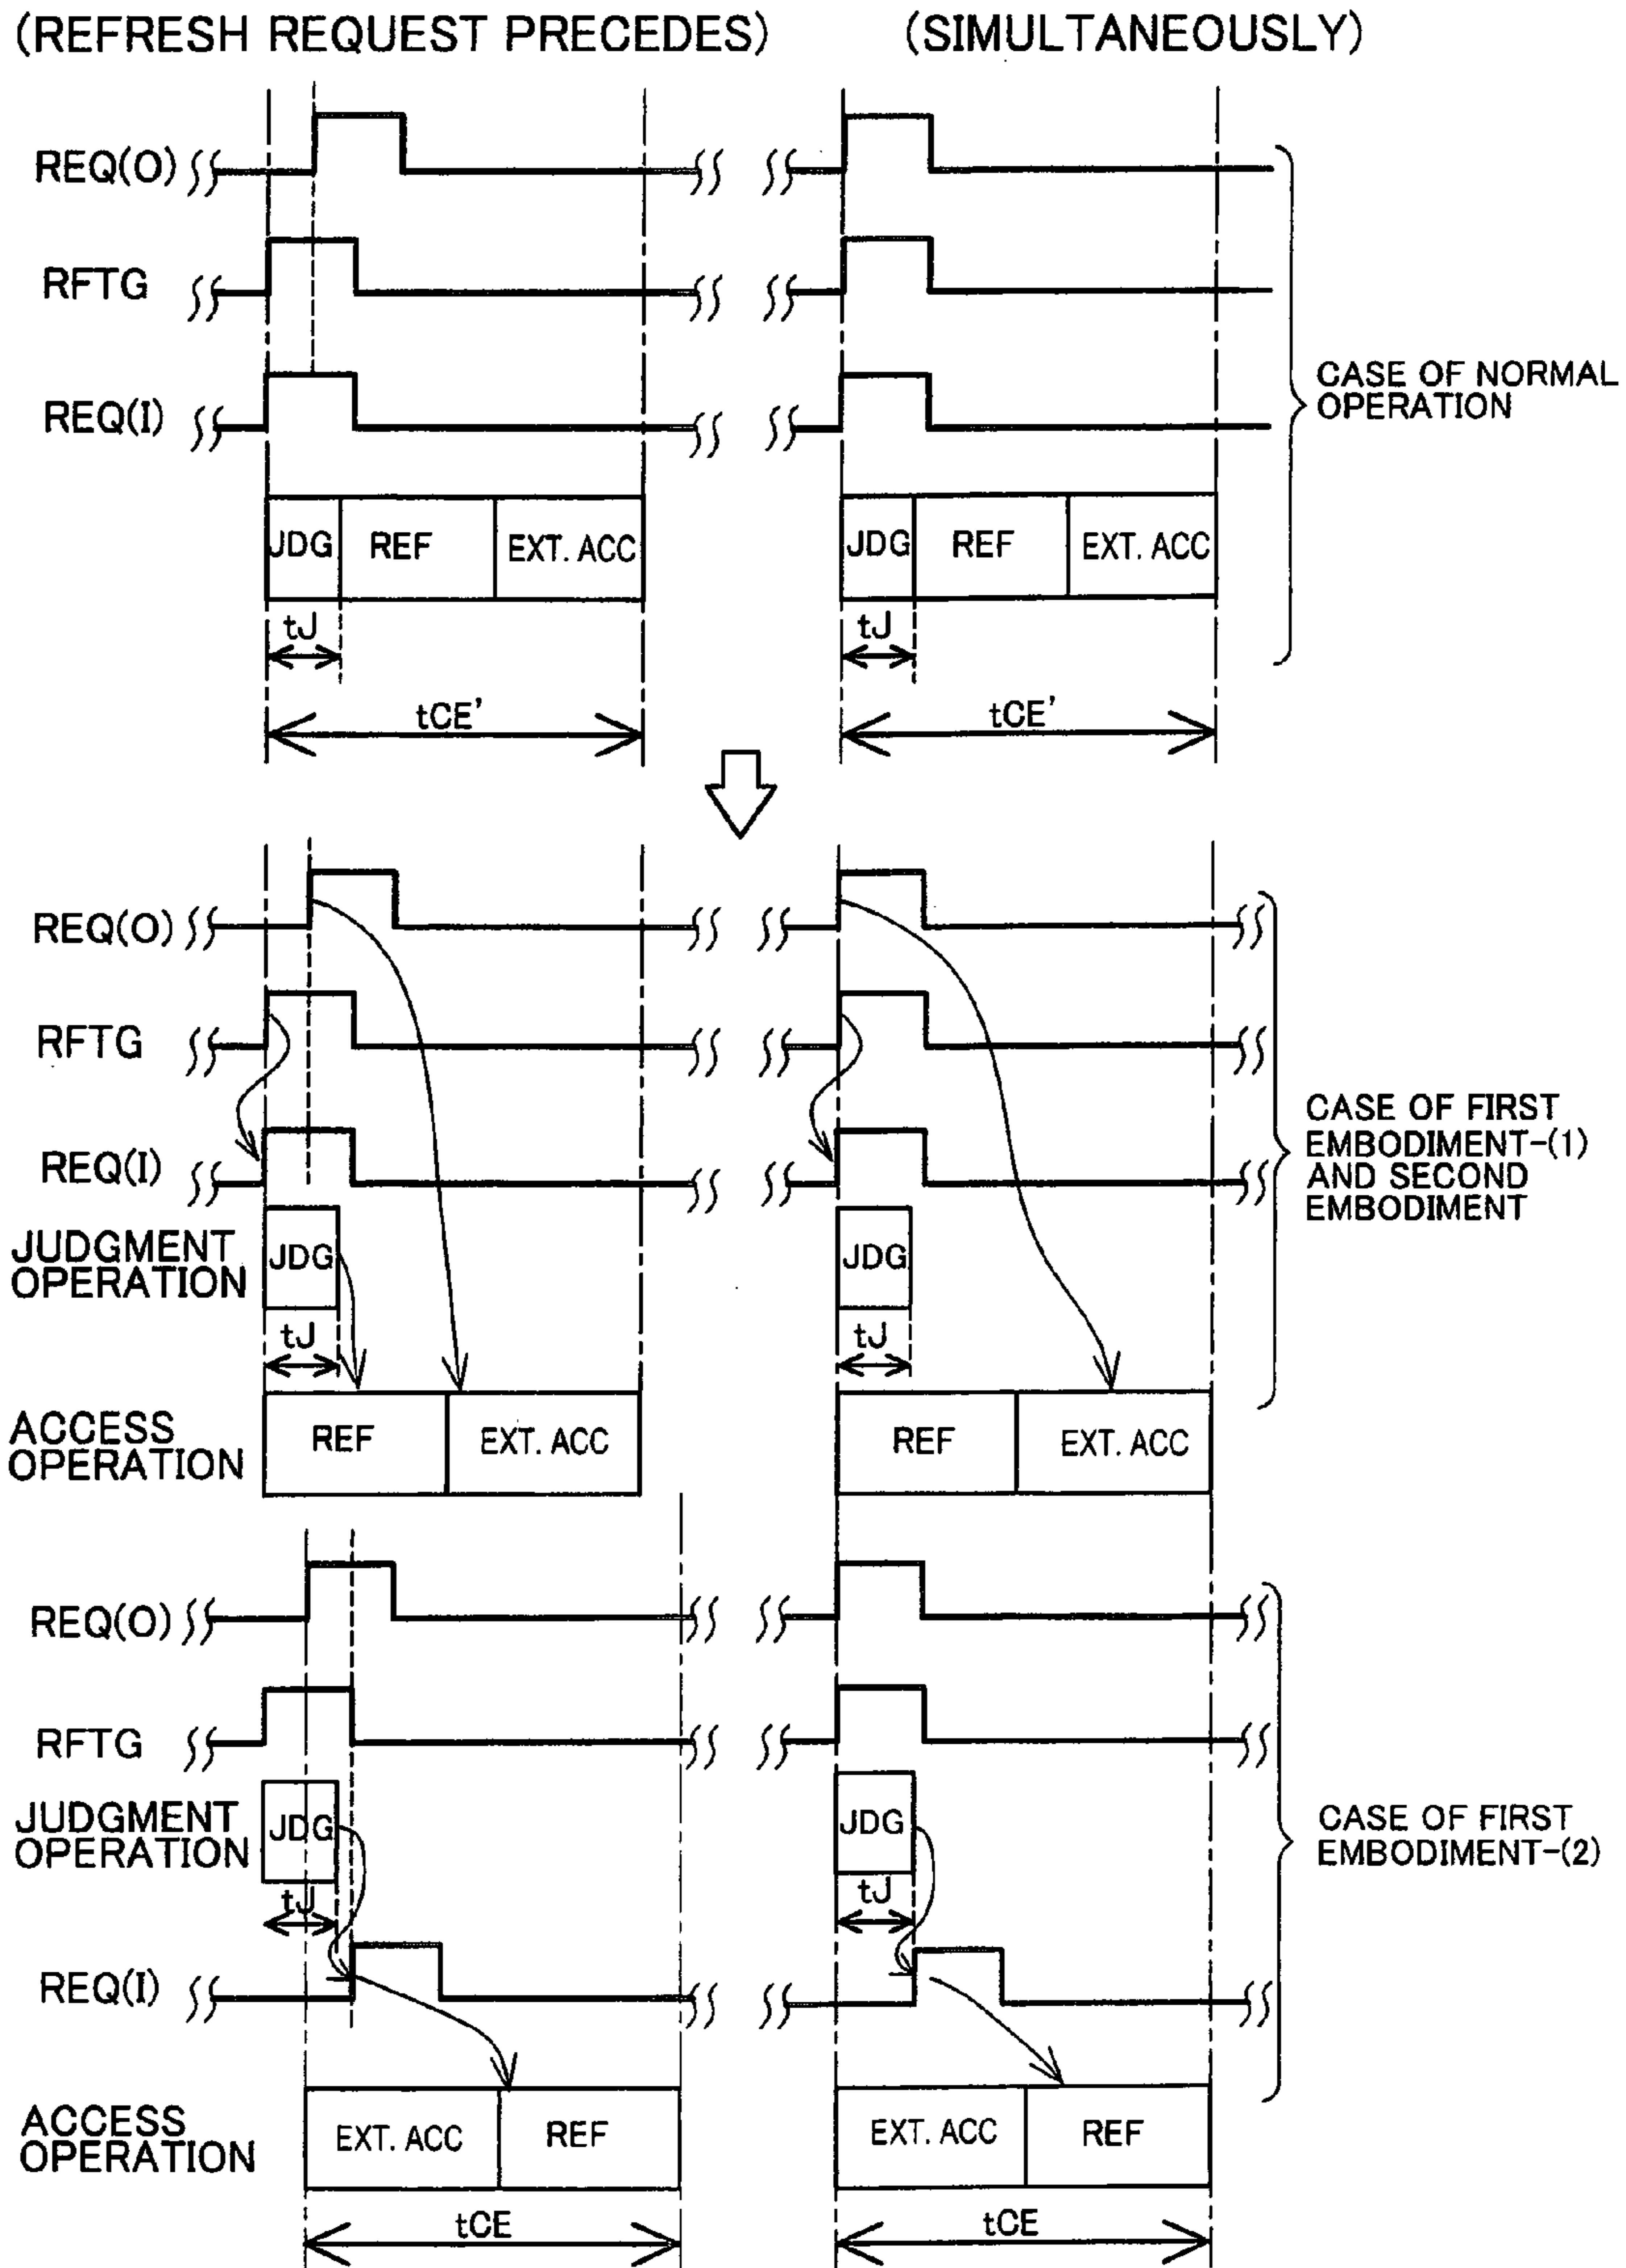 (REFRESH REQUEST PRECEDES) (SIMULTANEOUSLY)
REQ(O)
RFTG
REQ(I)
CASE OF NORMAL
OPERATION
JDG REF EXT. ACC JDG REF EXT. ACC
tJ tJ
tCE' tCE'
REQ(O)
RFTG
REQ(I)
CASE OF FIRST
EMBODIMENT-(1)
AND SECOND
EMBODIMENT
JUDGMENT
OPERATION
JDG JDG
tJ tJ
ACCESS
OPERATION
REF EXT. ACC REF EXT. ACC
REQ(O)
RFTG
JUDGMENT
OPERATION
JDG JDG
CASE OF FIRST
EMBODIMENT-(2)
tJ tJ
REQ(I)
ACCESS
OPERATION
EXT. ACC REF EXT. ACC REF
tCE tCE